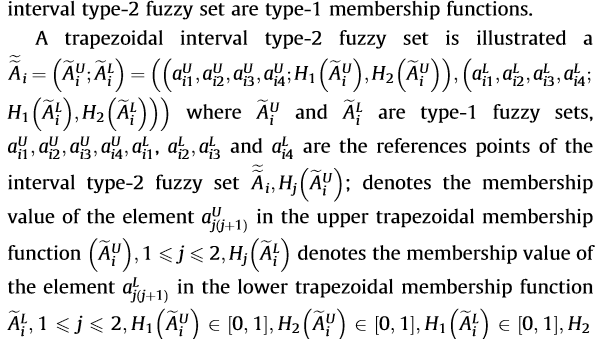 interval type-2 fuzzy set are type-1 membership functions.
A trapezoidal interval type-2 fuzzy set is illustrated a
$\tilde{\tilde{A}}_i = \left(\tilde{A}_i^U; \tilde{A}_i^L\right) = \left(\left(a_{i1}^U, a_{i2}^U, a_{i3}^U, a_{i4}^U; H_1\left(\tilde{A}_i^U\right), H_2\left(\tilde{A}_i^U\right)\right), \left(a_{i1}^L, a_{i2}^L, a_{i3}^L, a_{i4}^L;\right.\right.$
$\left.\left. H_1\left(\tilde{A}_i^L\right), H_2\left(\tilde{A}_i^L\right)\right)\right)$ where $\tilde{A}_i^U$ and $\tilde{A}_i^L$ are type-1 fuzzy sets,
$a_{i1}^U, a_{i2}^U, a_{i3}^U, a_{i4}^U, a_{i1}^L, a_{i2}^L, a_{i3}^L$ and $a_{i4}^L$ are the references points of the
interval type-2 fuzzy set $\tilde{\tilde{A}}_i, H_j\left(\tilde{A}_i^U\right)$; denotes the membership
value of the element $a_{j(j+1)}^U$ in the upper trapezoidal membership
function $\left(\tilde{A}_i^U\right), 1 \leqslant j \leqslant 2, H_j\left(\tilde{A}_i^L\right)$ denotes the membership value of
the element $a_{j(j+1)}^L$ in the lower trapezoidal membership function
$\tilde{A}_i^L, 1 \leqslant j \leqslant 2, H_1\left(\tilde{A}_i^U\right) \in [0, 1], H_2\left(\tilde{A}_i^U\right) \in [0, 1], H_1\left(\tilde{A}_i^L\right) \in [0, 1], H_2$